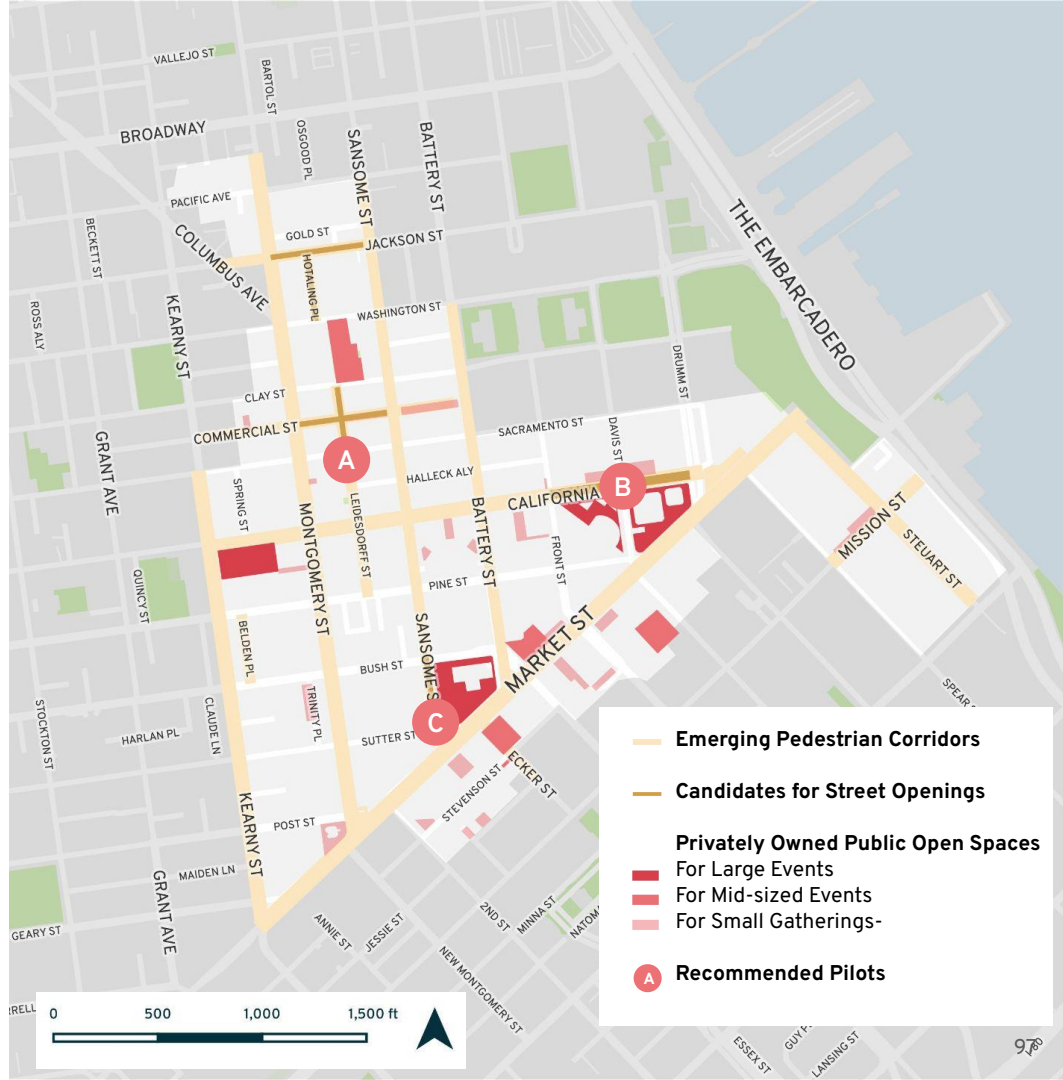 VALLEJO ST
BARTOL ST
BROADWAY
OSGOOD PL
SANSOME ST
BATTERY ST
PACIFIC AVE
BECKETT ST
COLUMBUS AVE
GOLD ST
JACKSON ST
HOTALING PL
THE EMBARCADERO
ROSS ALY
KEARNY ST
WASHINGTON ST
DRUMM ST
CLAY ST
COMMERCIAL ST
SACRAMENTO ST
DAVIS ST
GRANT AVE
A
HALLECK ALY
B
SPRING ST
CALIFORNIA
LEIDESDORFF ST
MONTGOMERY ST
BATTERY ST
FRONT ST
MISSION ST
STEUART ST
QUINCY ST
PINE ST
BELDEN PL
SANSOME S
MARKET ST
BUSH ST
TRINITY PL
CLAUDE LN
STOCKTON ST
HARLAN PL
C
SUTTER ST
SPEAR
ECKER ST
STEVENSON ST
KEARNY ST
POST ST
MAIDEN LN
GRANT AVE
GEARY ST
ANNIE ST
JESSIE ST
2ND ST
MINNA ST
NATOMA
NEW MONTGOMERY ST
RRELL
ESSEX ST
GUY P
LANSING ST
Emerging Pedestrian Corridors
Candidates for Street Openings
Privately Owned Public Open Spaces
For Large Events
For Mid-sized Events
For Small Gatherings-
A Recommended Pilots
0 500 1,000 1,500 ft
97